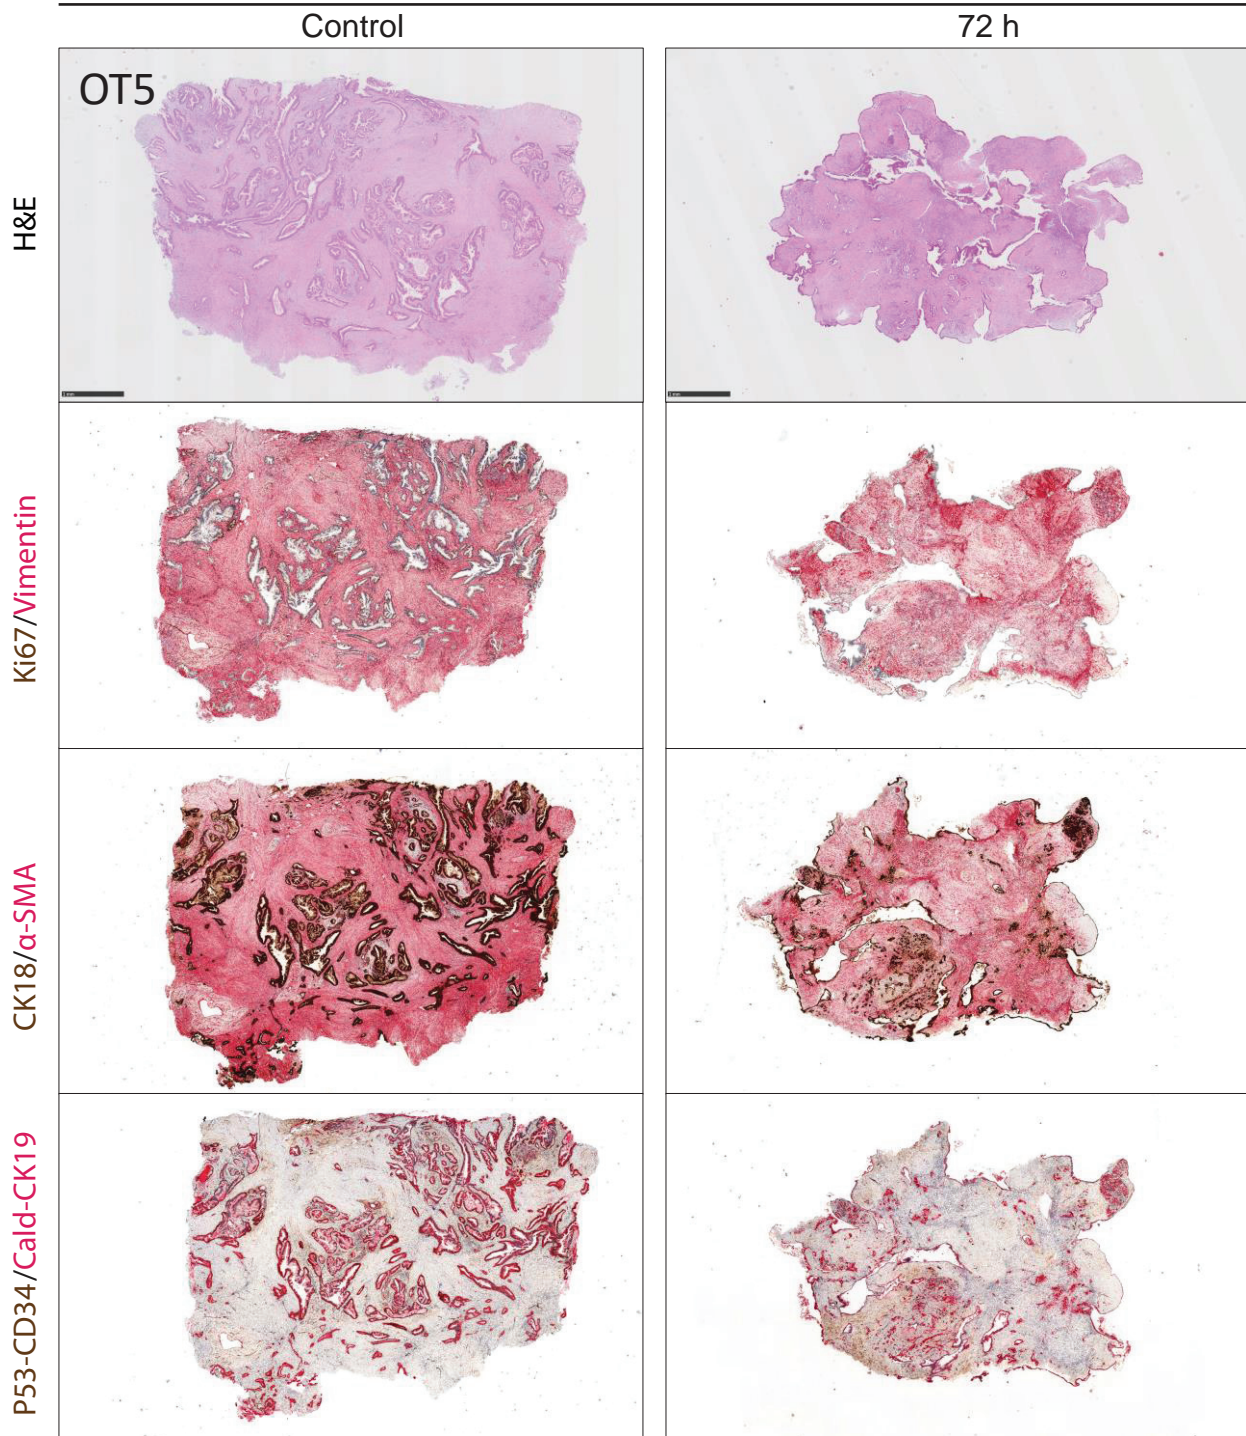 Control
72 h
OT5
H&E
Ki67/Vimentin
CK18/α-SMA
P53-CD34/Cald-CK19